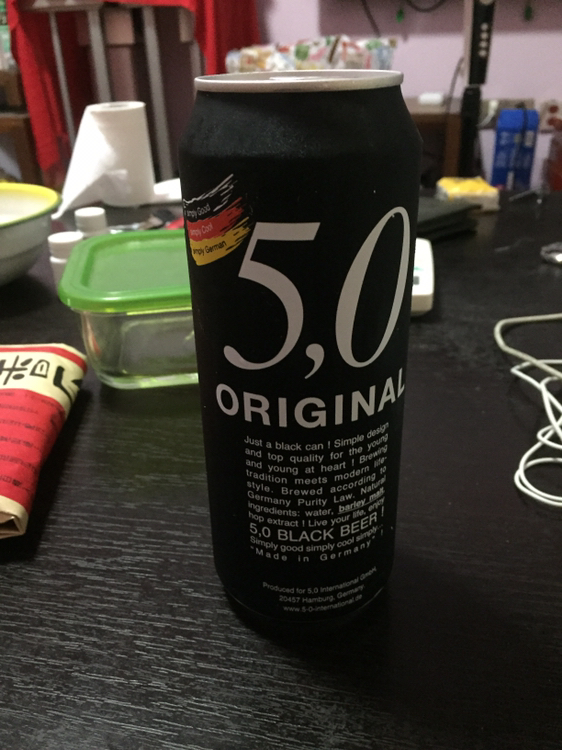 Simply Good
Simply Cool
Simply German
5,0
ORIGINAL
Just a black can ! Simple design
and top quality for the young
and young at heart ! Brewing
tradition meets modern life-
style. Brewed according to
Germany Purity Law. Natural
ingredients: water, barley malt,
hop extract ! Live your life, enjoy
5,0 BLACK BEER !
Simply good simply cool simply...
"Made in Germany" !
Produced for 5,0 International GmbH,
20457 Hamburg, Germany
www.5-0-international.de